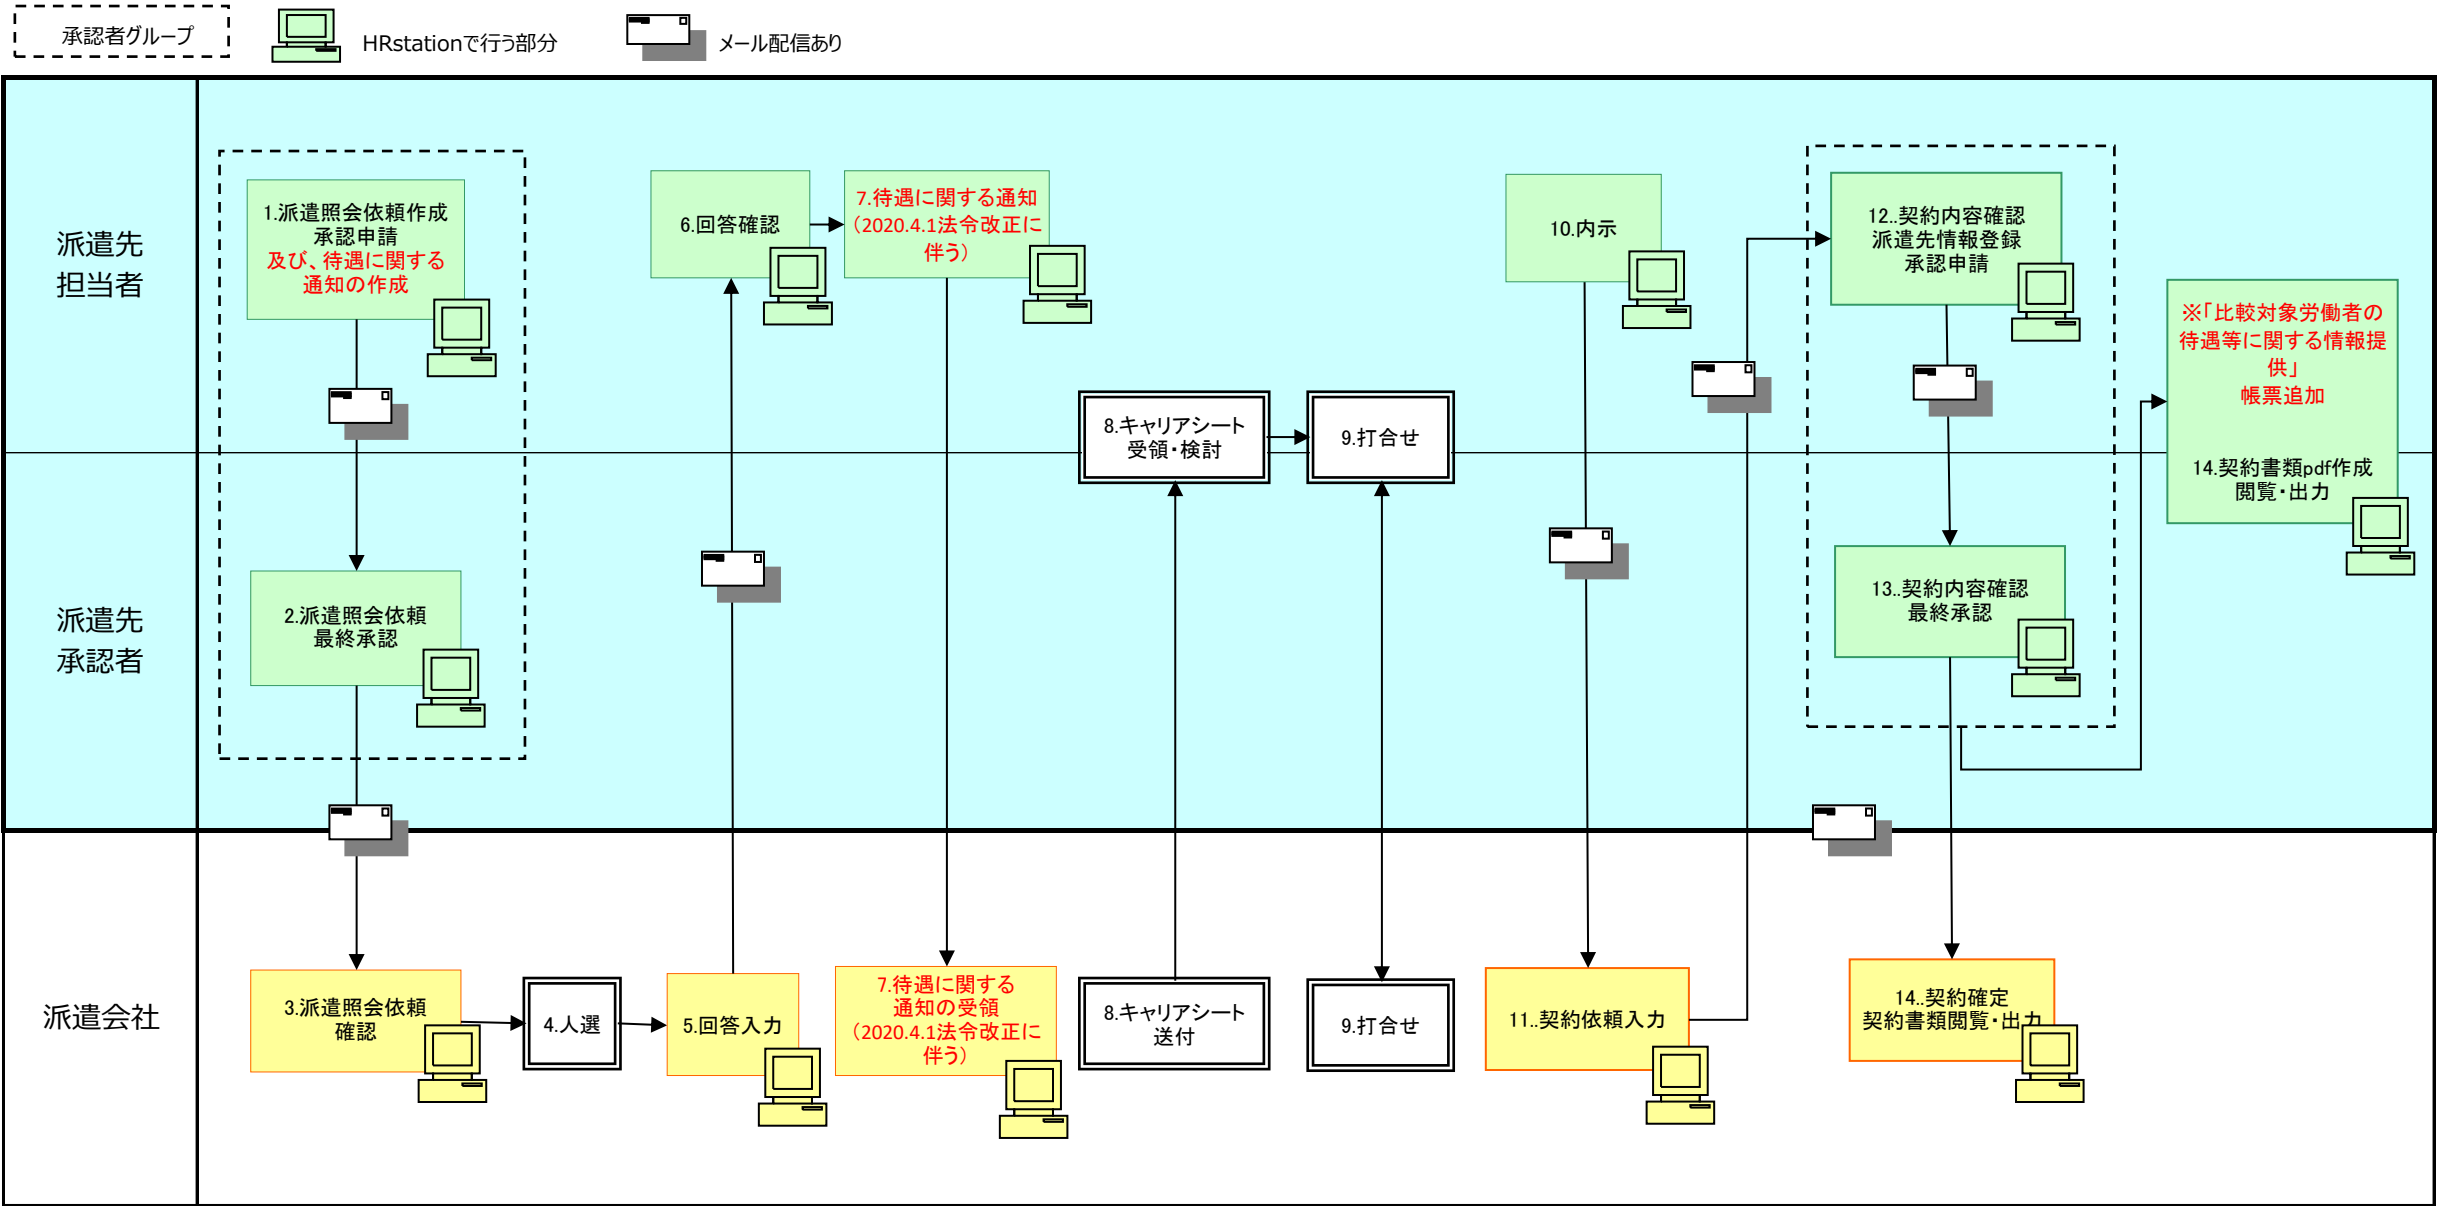 承認者グループ
HRstationで行う部分
メール配信あり
派遣先
担当者
1.派遣照会依頼作成
承認申請
及び、待遇に関する
通知の作成
6.回答確認
7.待遇に関する通知
（2020.4.1法令改正に
伴う）
10.内示
12..契約内容確認
派遣先情報登録
承認申請
※「比較対象労働者の
待遇等に関する情報提
供」
帳票追加
14.契約書類pdf作成
閲覧・出力
8.キャリアシート
受領・検討
9.打合せ
派遣先
承認者
2.派遣照会依頼
最終承認
13..契約内容確認
最終承認
派遣会社
3.派遣照会依頼
確認
4.人選
5.回答入力
7.待遇に関する
通知の受領
（2020.4.1法令改正に
伴う）
8.キャリアシート
送付
9.打合せ
11..契約依頼入力
14..契約確定
契約書類閲覧・出力